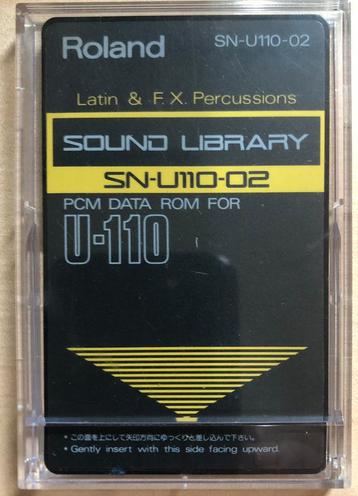 Roland SN-U110-02
Latin & F.X. Percussions
SOUND LIBRARY
SN-U110-02
PCM DATA ROM FOR
U-110
* この面を上にして矢印方向にゆっくりと差し込んで下さい。
* Gently insert with this side facing upward.